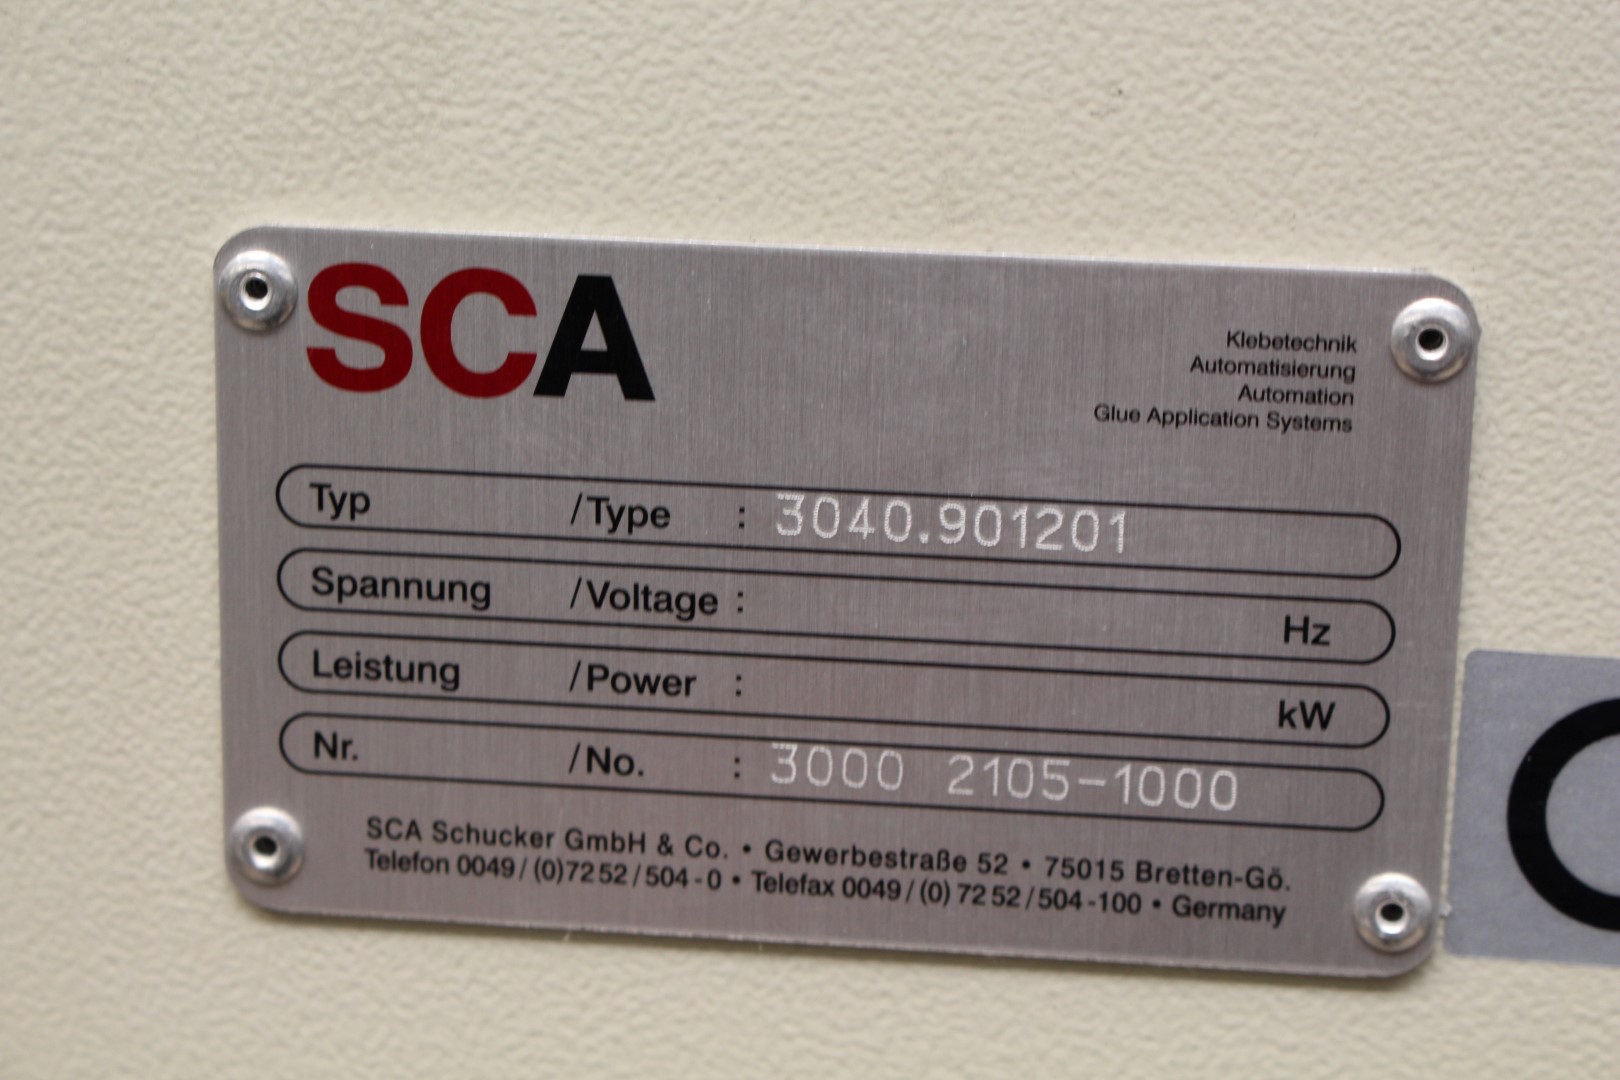 SCA
Klebetechnik
Automatisierung
Automation
Glue Application Systems
Typ /Type : 3040.901201
Spannung /Voltage : Hz
Leistung /Power : kW
Nr. /No. : 3000 2105-1000
SCA Schucker GmbH & Co. • Gewerbestraße 52 • 75015 Bretten-Gö.
Telefon 0049/(0)7252/504-0 • Telefax 0049/(0) 7252/504-100 • Germany